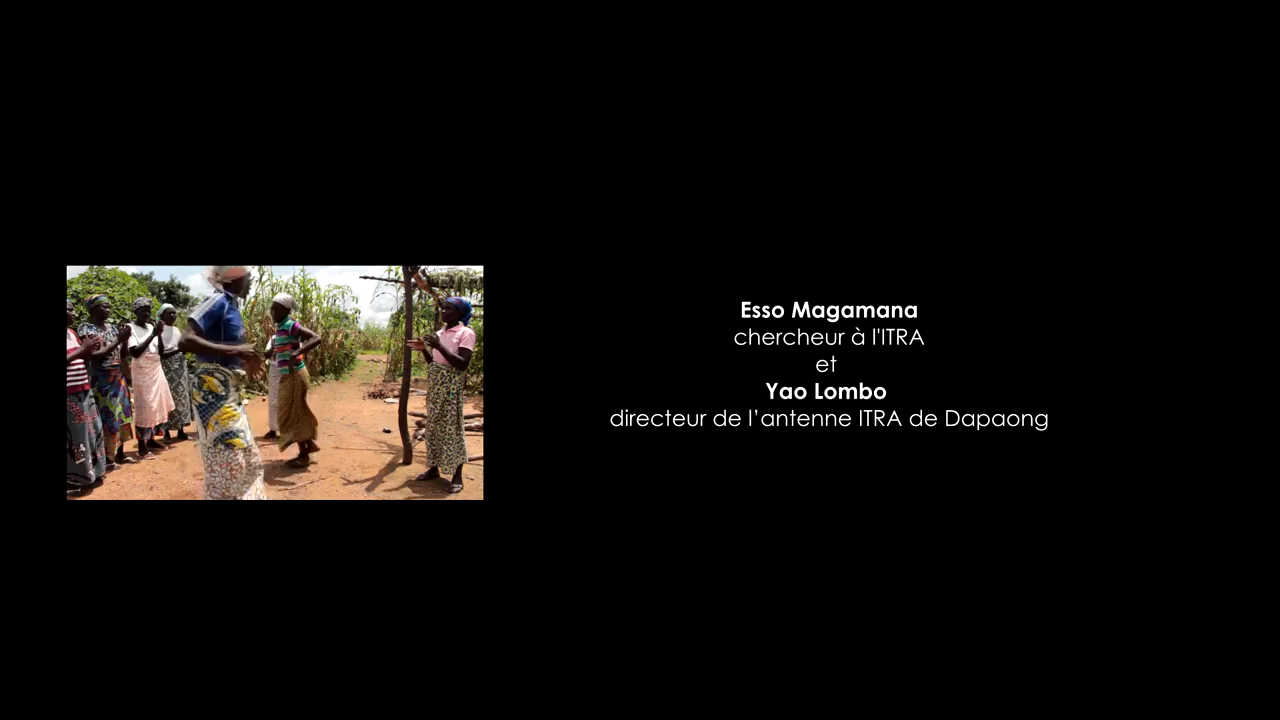 Esso Magamana
chercheur à l'ITRA
et
Yao Lombo
directeur de l’antenne ITRA de Dapaong